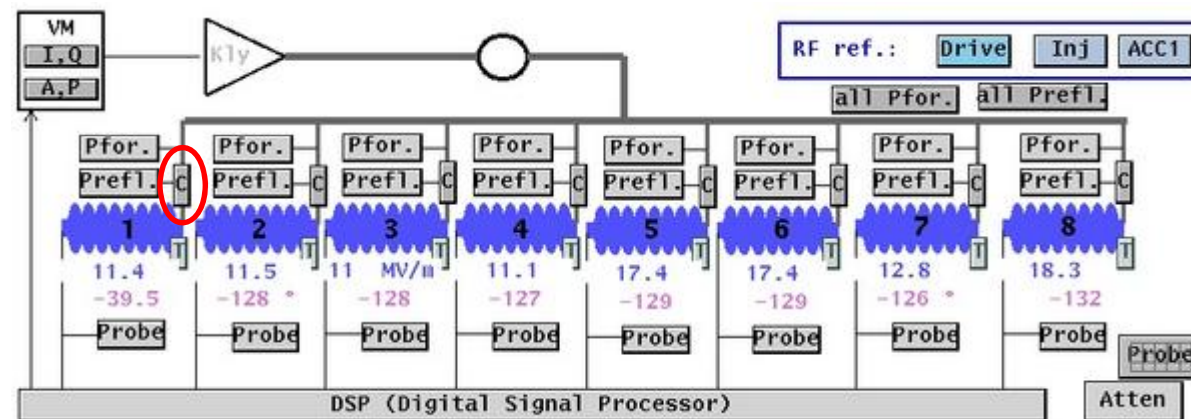 VM
I,Q
A,P
Kly
RF ref.: Drive Inj ACC1
all Pfor. all Prefl.
Pfor. Pfor. Pfor. Pfor. Pfor. Pfor. Pfor. Pfor.
Prefl. C Prefl. C Prefl. C Prefl. C Prefl. C Prefl. C Prefl. C Prefl. C
1 2 3 4 5 6 7 8
T T T T T T T T
11.4 11.5 11 MV/m 11.1 17.4 17.4 12.8 18.3
-39.5 -128 ° -128 -127 -129 -129 -126 ° -132
Probe Probe Probe Probe Probe Probe Probe Probe
Probe
DSP (Digital Signal Processor)
Atten